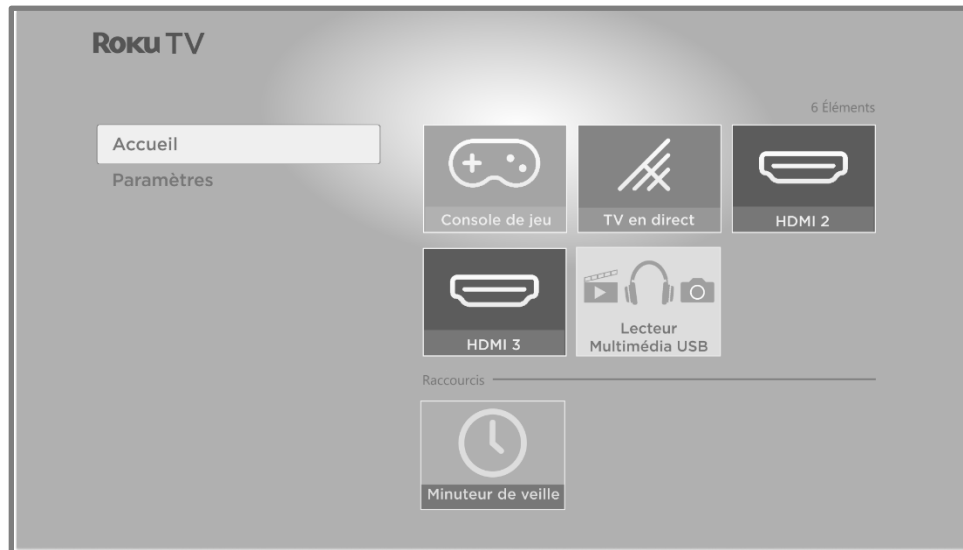 Roku TV
6 Éléments
Accueil
Paramètres
Console de jeu
TV en direct
HDMI 2
HDMI 3
Lecteur
Multimédia USB
Raccourcis
Minuteur de veille